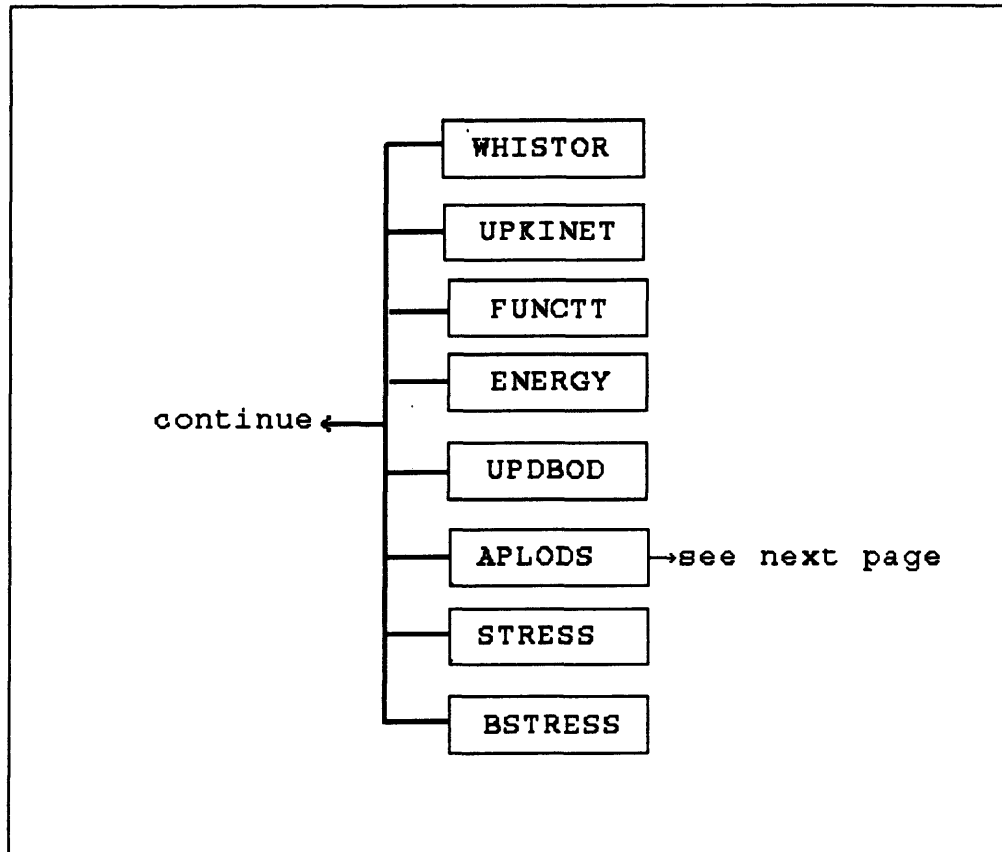 WHISTOR
UPKINET
FUNCTT
ENERGY
continue
UPDBOD
APLODS
see next page
STRESS
BSTRESS